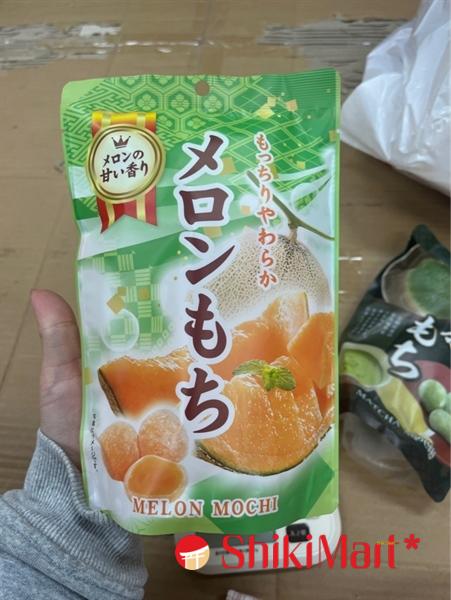 メロンの
甘い香り
もっちりやわらか
メロンもち
MELON MOCHI
もち
MATCHA
ShikiMart*